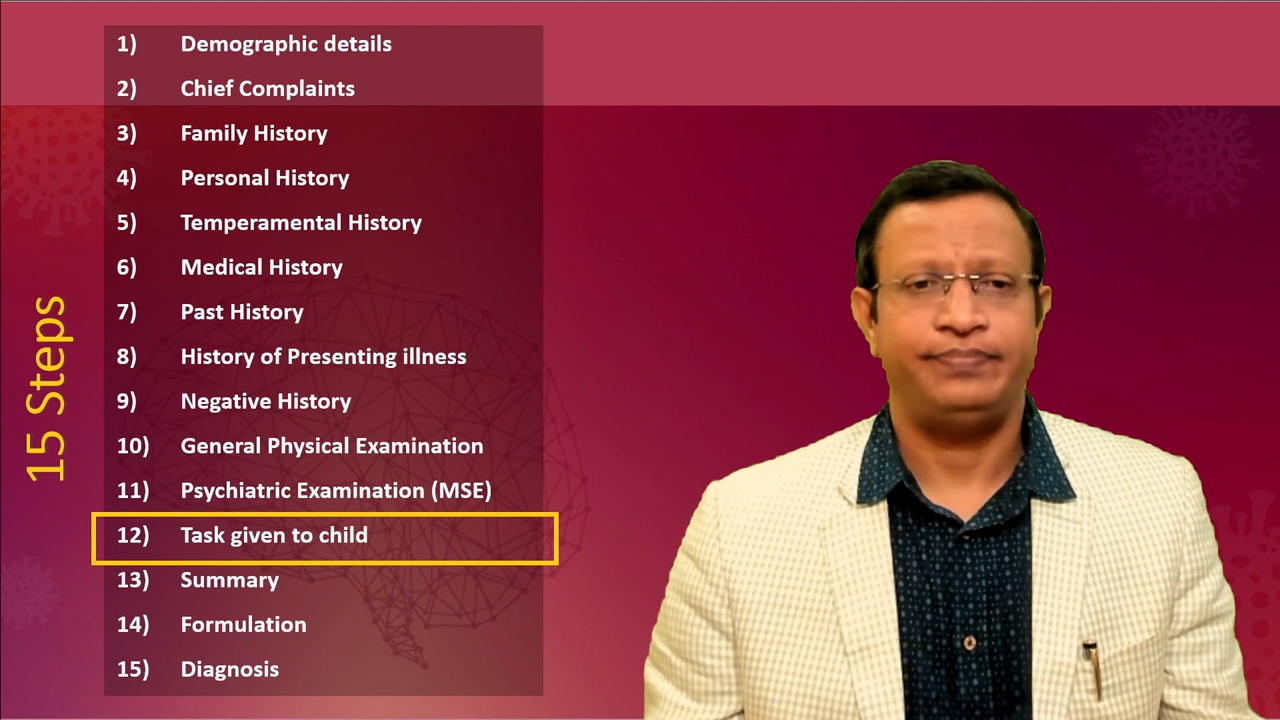 15 Steps
1) Demographic details
2) Chief Complaints
3) Family History
4) Personal History
5) Temperamental History
6) Medical History
7) Past History
8) History of Presenting illness
9) Negative History
10) General Physical Examination
11) Psychiatric Examination (MSE)
12) Task given to child
13) Summary
14) Formulation
15) Diagnosis